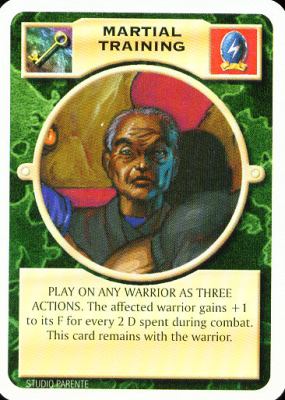 MARTIAL
TRAINING
PLAY ON ANY WARRIOR AS THREE
ACTIONS. The affected warrior gains +1
to its F for every 2 D spent during combat.
This card remains with the warrior.
STUDIO PARENTE